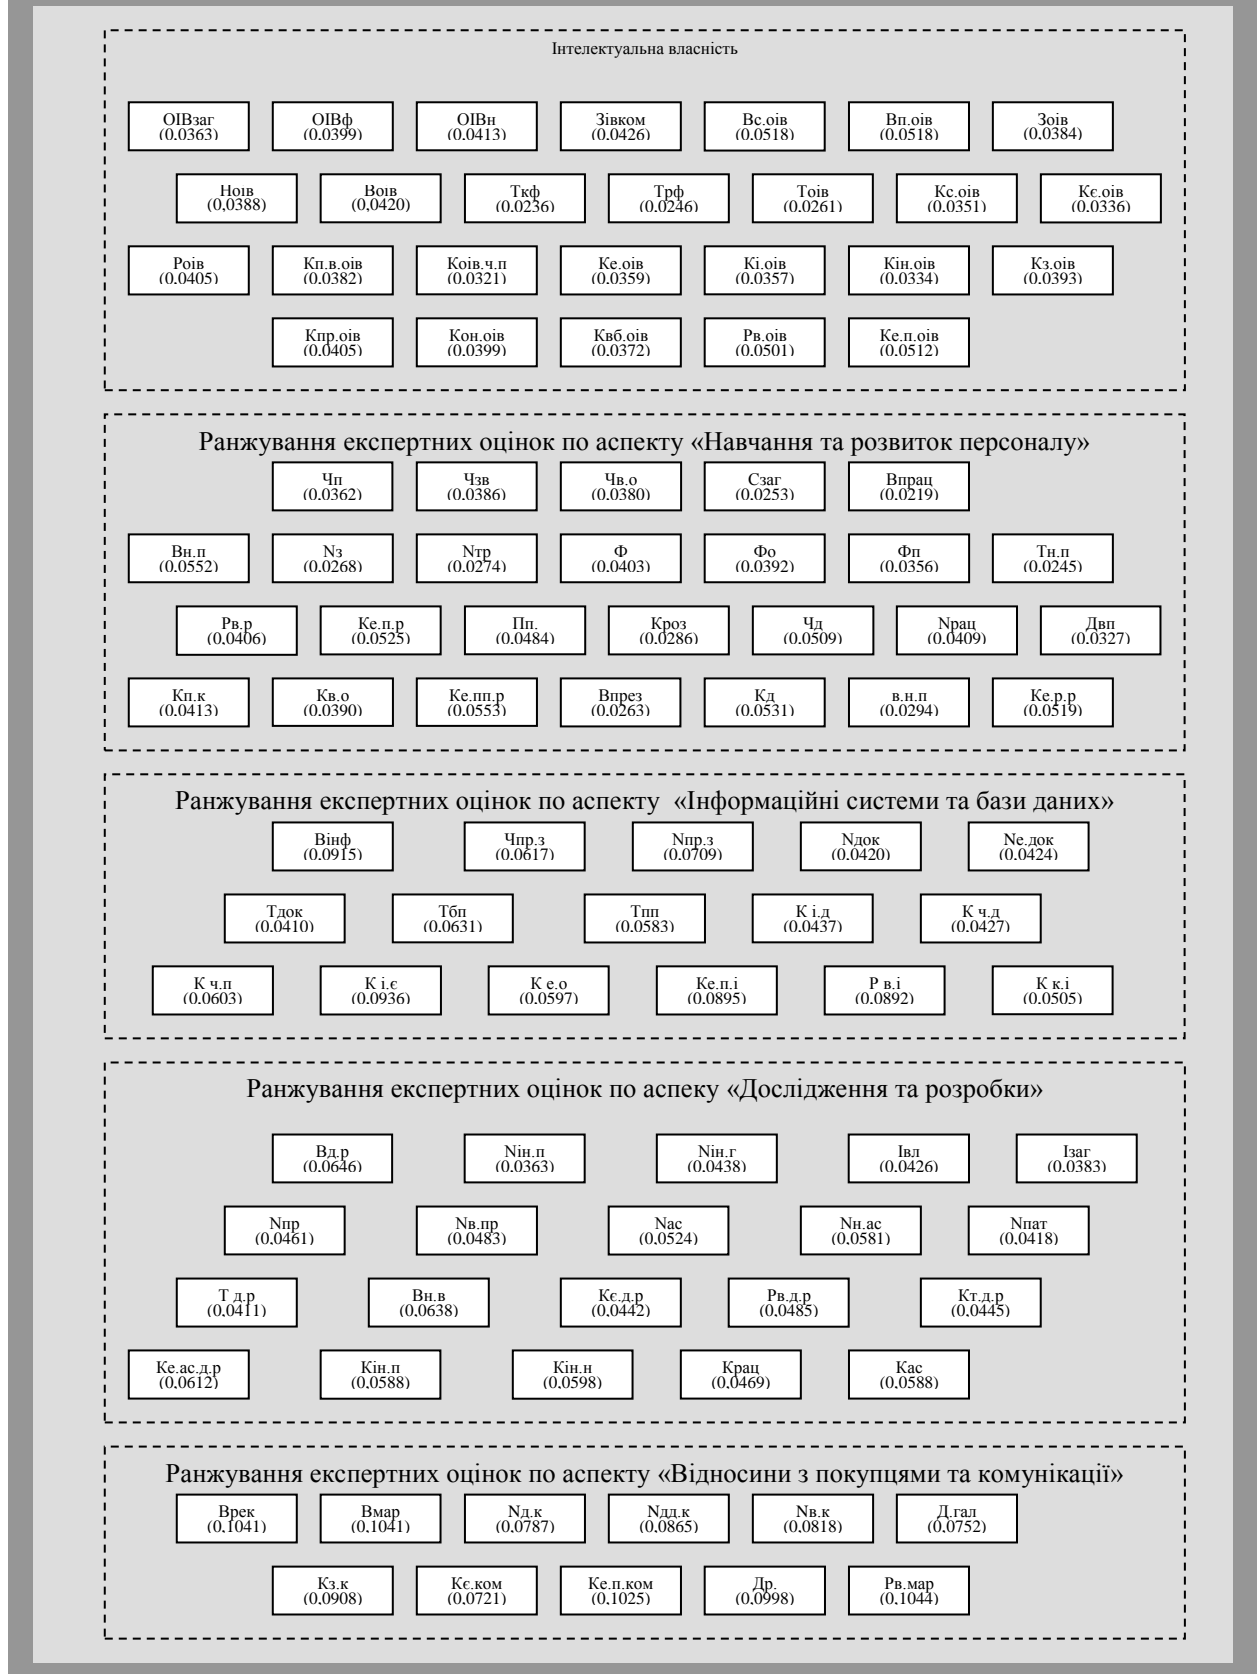 Інтелектуальна власність
ОІВзаг
(0.0363)
ОІВф
(0.0399)
ОІВн
(0.0413)
Зівком
(0.0426)
Вс.оів
(0.0518)
Вп.оів
(0.0518)
Зоів
(0.0384)
Ноів
(0,0388)
Воів
(0,0420)
Ткф
(0.0236)
Трф
(0.0246)
Тоів
(0.0261)
Кс.оів
(0.0351)
Кє.оів
(0.0336)
Роів
(0.0405)
Кп.в.оів
(0.0382)
Коів.ч.п
(0.0321)
Ке.оів
(0.0359)
Кі.оів
(0.0357)
Кін.оів
(0.0334)
Кз.оів
(0.0393)
Кпр.оів
(0.0405)
Кон.оів
(0.0399)
Квб.оів
(0.0372)
Рв.оів
(0.0501)
Ке.п.оів
(0.0512)
Ранжування експертних оцінок по аспекту «Навчання та розвиток персоналу»
Чп
(0.0362)
Чзв
(0.0386)
Чв.о
(0.0380)
Сзаг
(0.0253)
Впрац
(0.0219)
Вн.п
(0.0552)
Nз
(0.0268)
Nтр
(0.0274)
Ф
(0.0403)
Фо
(0.0392)
Фп
(0.0356)
Тн.п
(0.0245)
Рв.р
(0.0406)
Ке.п.р
(0.0525)
Пп.
(0.0484)
Кроз
(0.0286)
Чд
(0.0509)
Nрац
(0.0409)
Двп
(0.0327)
Кп.к
(0.0413)
Кв.о
(0.0390)
Ке.пп.р
(0.0553)
Впрез
(0.0263)
Кд
(0.0531)
в.н.п
(0.0294)
Ке.р.р
(0.0519)
Ранжування експертних оцінок по аспекту «Інформаційні системи та бази даних»
Вінф
(0.0915)
Чпр.з
(0.0617)
Nпр.з
(0.0709)
Nдок
(0.0420)
Nе.док
(0.0424)
Тдок
(0.0410)
Тбп
(0.0631)
Тпп
(0.0583)
К і.д
(0.0437)
К ч.д
(0.0427)
К ч.п
(0.0603)
К і.є
(0.0936)
К е.о
(0.0597)
Ке.п.і
(0.0895)
Р в.і
(0.0892)
К к.і
(0.0505)
Ранжування експертних оцінок по аспеку «Дослідження та розробки»
Вд.р
(0.0646)
Nін.п
(0.0363)
Nін.г
(0.0438)
Івл
(0.0426)
Ізаг
(0.0383)
Nпр
(0,0461)
Nв.пр
(0,0483)
Nас
(0,0524)
Nн.ас
(0,0581)
Nпат
(0,0418)
Т д.р
(0,0411)
Вн.в
(0,0638)
Кє.д.р
(0,0442)
Рв.д.р
(0,0485)
Кт.д.р
(0,0445)
Ке.ас.д.р
(0,0612)
Кін.п
(0,0588)
Кін.н
(0,0598)
Крац
(0,0469)
Кас
(0,0588)
Ранжування експертних оцінок по аспекту «Відносини з покупцями та комунікації»
Врек
(0,1041)
Вмар
(0,1041)
Nд.к
(0,0787)
Nдд.к
(0,0865)
Nв.к
(0,0818)
Д.гал
(0,0752)
Кз.к
(0,0908)
Кє.ком
(0,0721)
Ке.п.ком
(0,1025)
Др.
(0,0998)
Рв.мар
(0,1044)